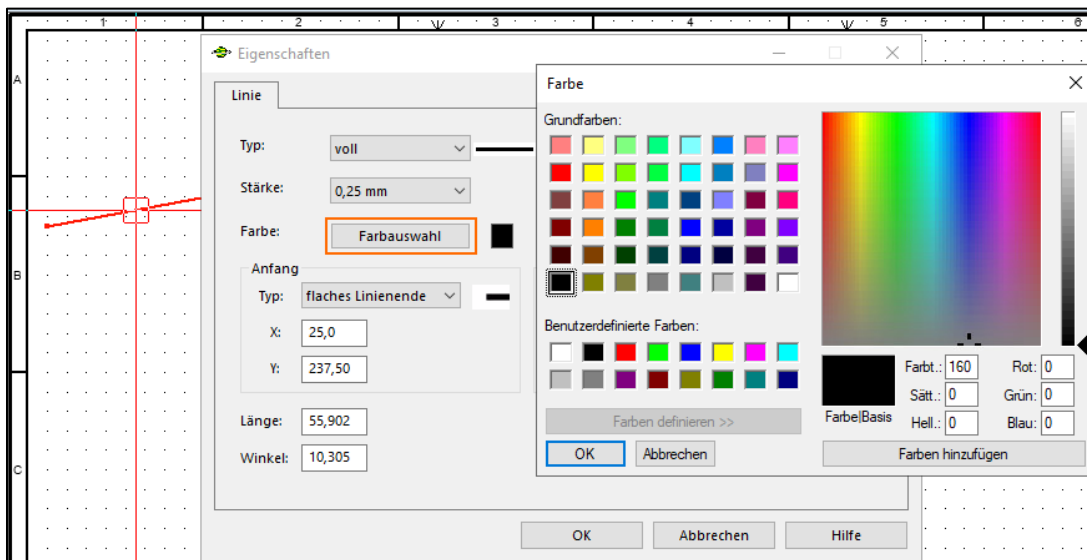 1 2 3 4 5 6
A
B
C
Eigenschaften
Linie
Typ: voll
Stärke: 0,25 mm
Farbe: Farbauswahl
Anfang
Typ: flaches Linienende
X: 25,0
Y: 237,50
Länge: 55,902
Winkel: 10,305
OK Abbrechen Hilfe
Farbe
Grundfarben:
Benutzerdefinierte Farben:
Farben definieren >>
OK Abbrechen
Farbe|Basis
Farbt.: 160 Rot: 0
Sätt.: 0 Grün: 0
Hell.: 0 Blau: 0
Farben hinzufügen